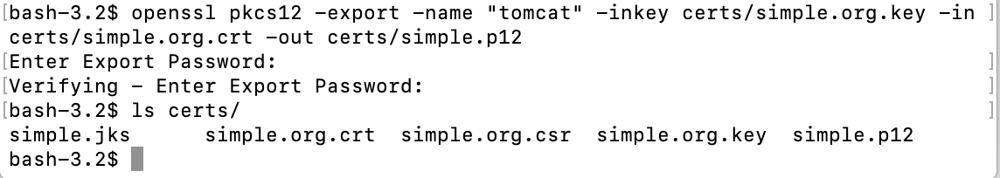 [bash-3.2$ openssl pkcs12 -export -name "tomcat" -inkey certs/simple.org.key -in ]
certs/simple.org.crt -out certs/simple.p12
[Enter Export Password: ]
[Verifying - Enter Export Password: ]
[bash-3.2$ ls certs/ ]
simple.jks simple.org.crt simple.org.csr simple.org.key simple.p12
bash-3.2$